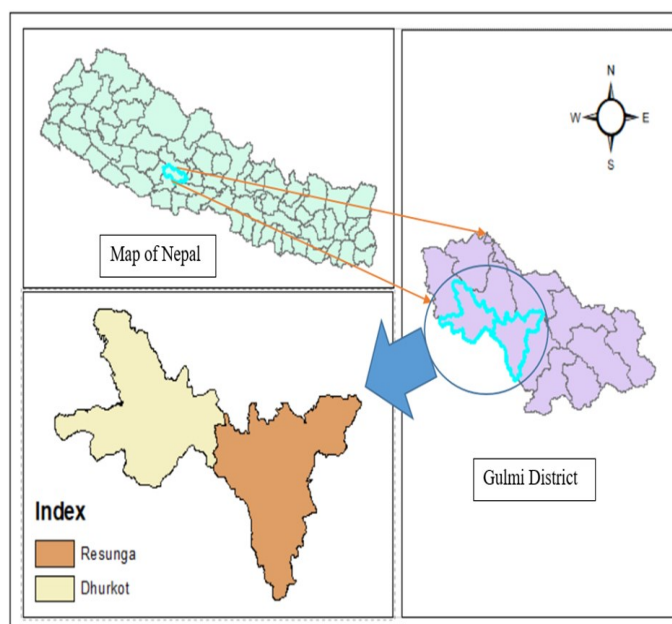 Map of Nepal
N
W
E
S
Gulmi District
Index
Resunga
Dhurkot